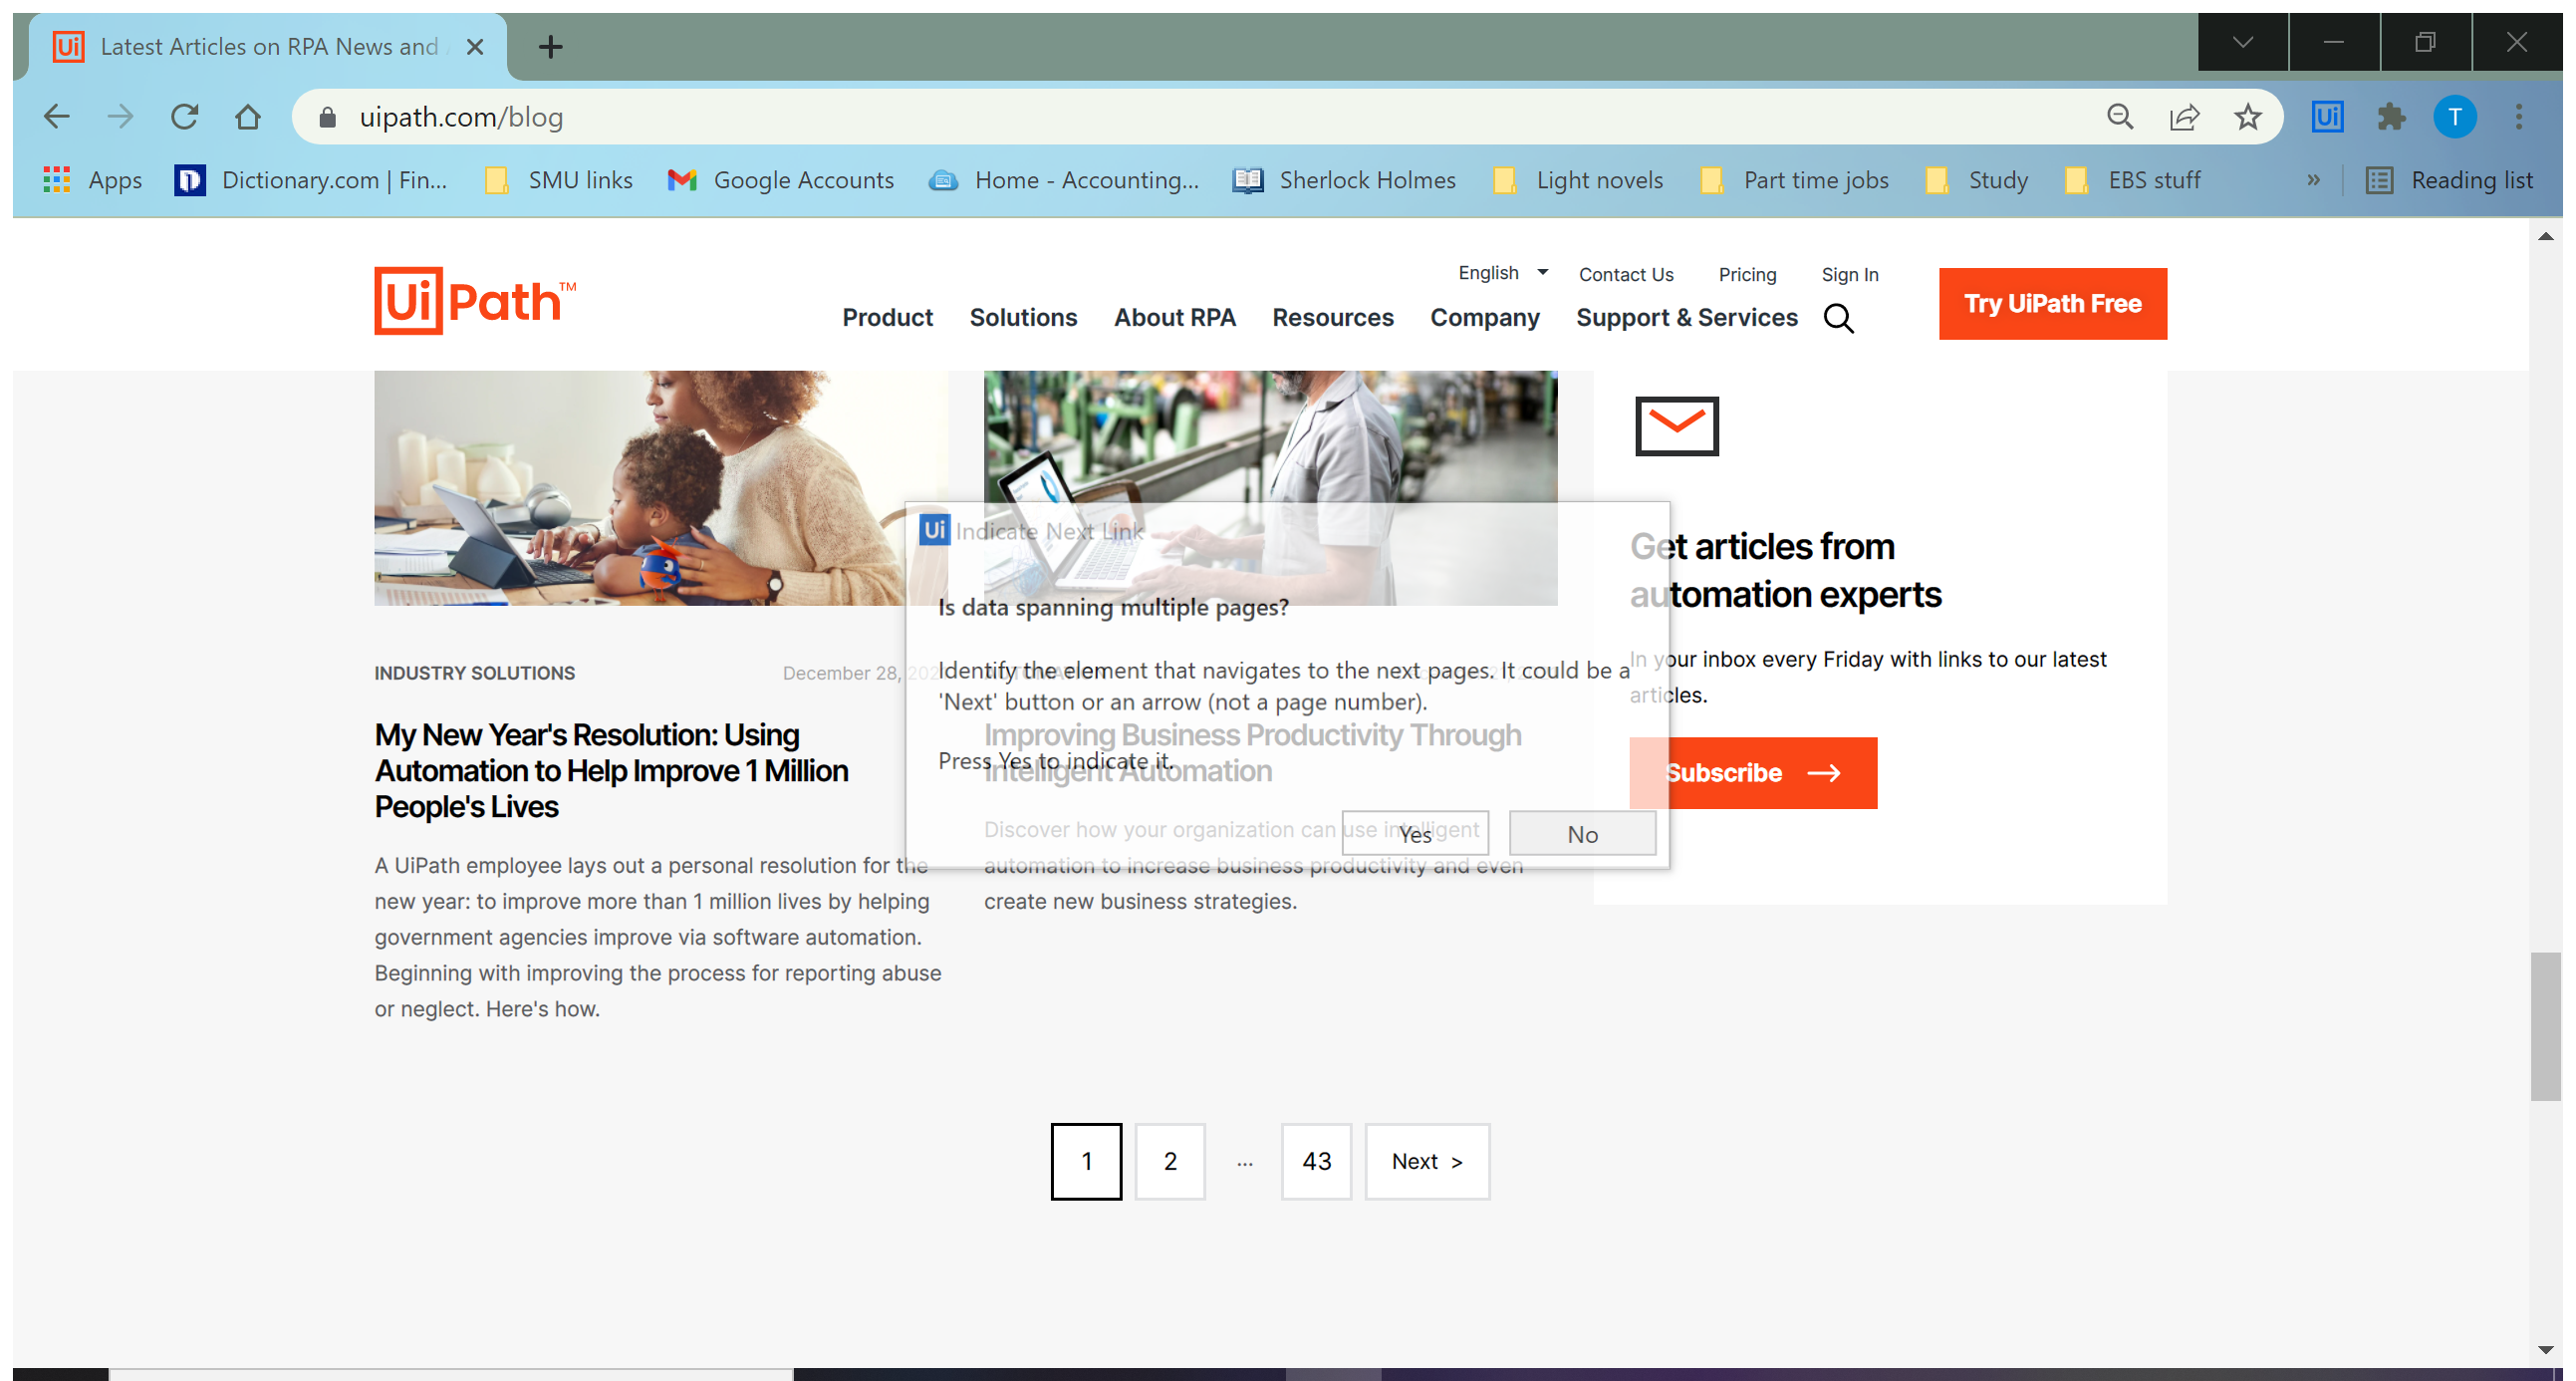 Ui Latest Articles on RPA News and
uipath.com/blog
Ui T
Apps Dictionary.com | Fin... SMU links Google Accounts Home - Accounting... Sherlock Holmes Light novels Part time jobs Study EBS stuff » Reading list
English Contact Us Pricing Sign In
UiPath™
Product Solutions About RPA Resources Company Support & Services
Try UiPath Free
Ui Indicate Next Link
Is data spanning multiple pages?
Identify the element that navigates to the next pages. It could be a
'Next' button or an arrow (not a page number).
Press Yes to indicate it.
Yes No
INDUSTRY SOLUTIONS December 28, 202
My New Year's Resolution: Using
Automation to Help Improve 1 Million
People's Lives
A UiPath employee lays out a personal resolution for the
new year: to improve more than 1 million lives by helping
government agencies improve via software automation.
Beginning with improving the process for reporting abuse
or neglect. Here's how.
Improving Business Productivity Through
Intelligent Automation
Discover how your organization can use intelligent
automation to increase business productivity and even
create new business strategies.
Get articles from
automation experts
In your inbox every Friday with links to our latest
articles.
Subscribe
1 2 ... 43 Next >